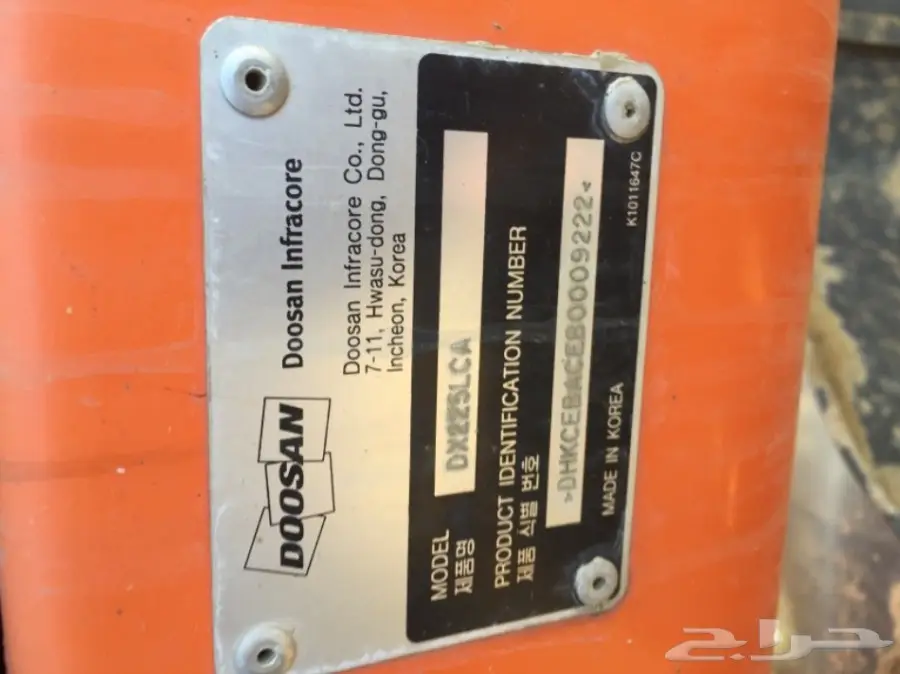 DOOSAN
Doosan Infracore
Doosan Infracore Co., Ltd.
7-11, Hwasu-dong, Dong-gu,
Incheon, Korea
MODEL
제품명
DX225LCA
PRODUCT IDENTIFICATION NUMBER
제품 식별 번호
>DHKCEBACEB0009222<
MADE IN KOREA
K1011647C
حراج